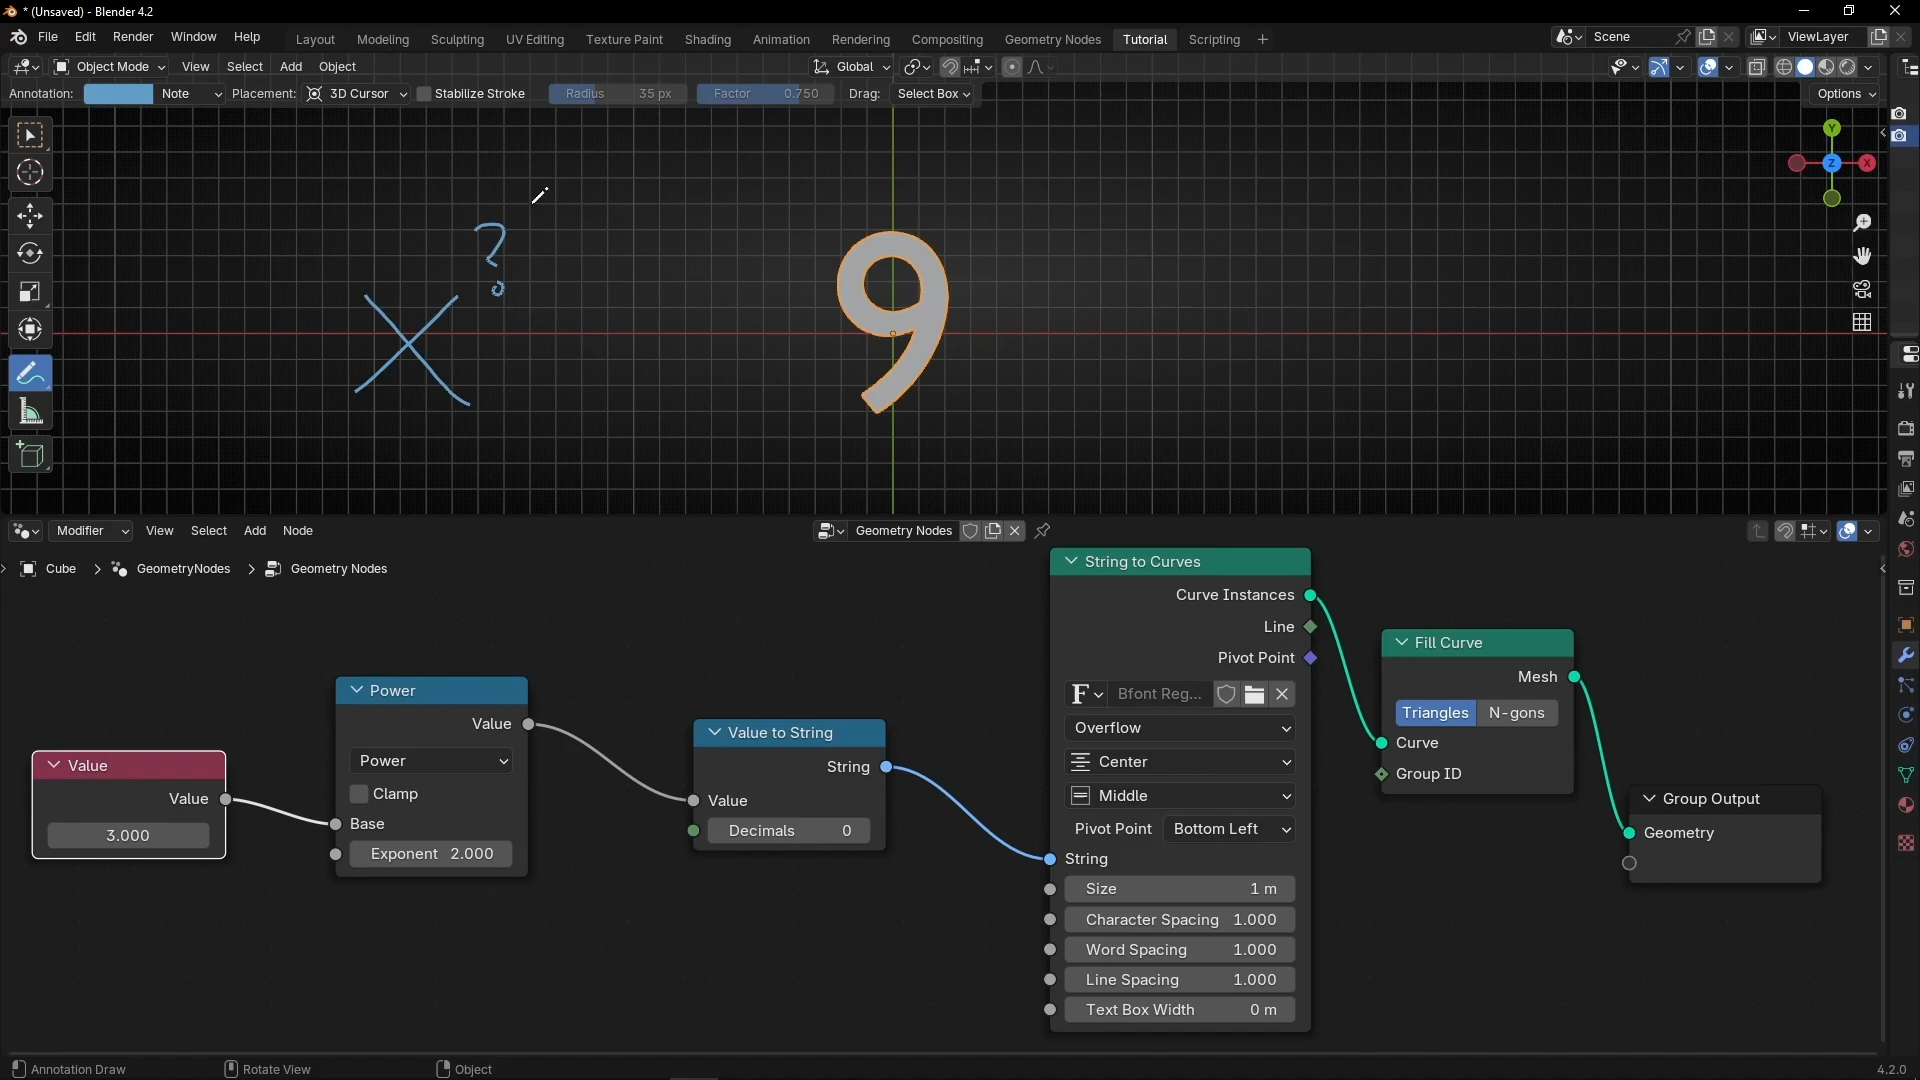 * (Unsaved) - Blender 4.2
File Edit Render Window Help Layout Modeling Sculpting UV Editing Texture Paint Shading Animation Rendering Compositing Geometry Nodes Tutorial Scripting + Scene ViewLayer
Object Mode View Select Add Object Global
Annotation: Note Placement: 3D Cursor Stabilize Stroke Radius 35 px Factor 0.750 Drag: Select Box Options
Y
Z X
?
X
9
Modifier View Select Add Node Geometry Nodes
Cube > GeometryNodes > Geometry Nodes
Value
Value
3.000
Power
Value
Power
Clamp
Base
Exponent 2.000
Value to String
String
Value
Decimals 0
String to Curves
Curve Instances
Line
Pivot Point
F Bfont Reg...
Overflow
Center
Middle
Pivot Point Bottom Left
String
Size 1 m
Character Spacing 1.000
Word Spacing 1.000
Line Spacing 1.000
Text Box Width 0 m
Fill Curve
Mesh
Triangles N-gons
Curve
Group ID
Group Output
Geometry
Annotation Draw Rotate View Object 4.2.0